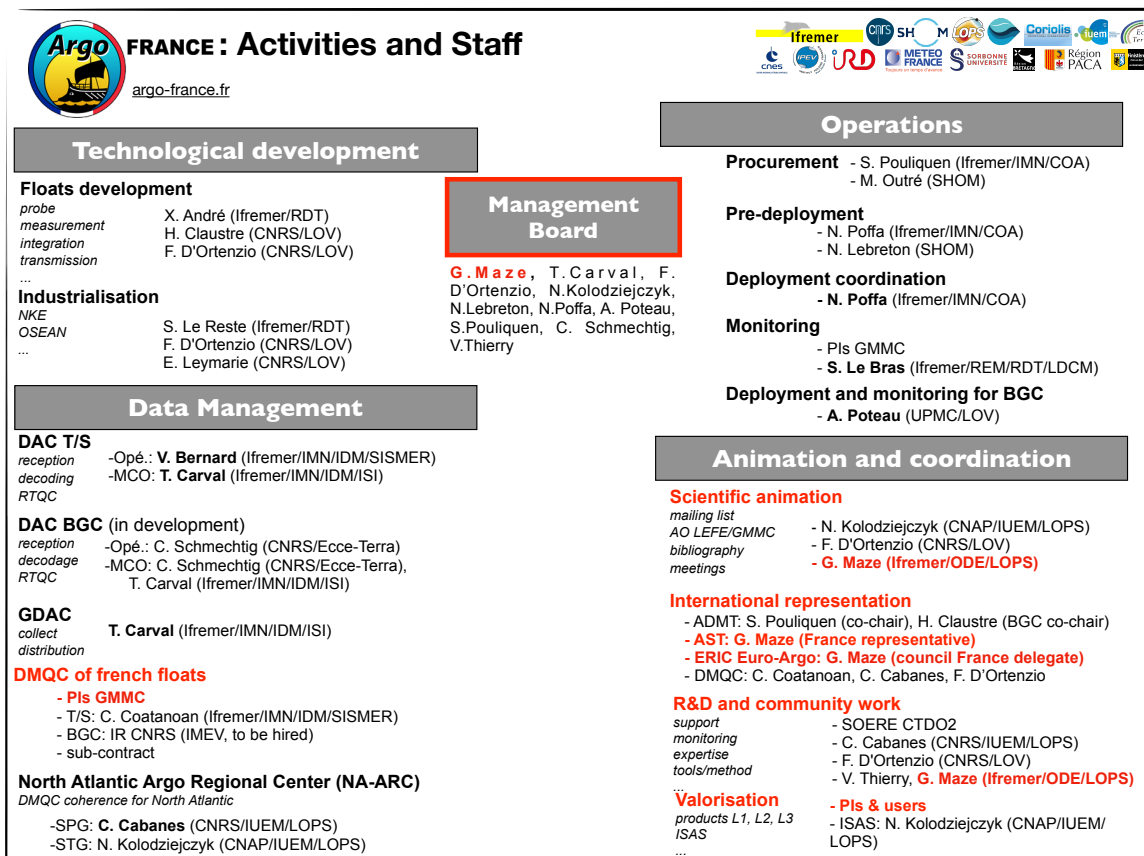 Argo FRANCE : Activities and Staff
argo-france.fr
Ifremer
cnrs
SH M
LOPS
Coriolis
iuem
cnes
IPEV
iRD
METEO FRANCE
Toujours un temps d'avance
SORBONNE UNIVERSITE
BRETAGNE
Région PACA
Technological development
Floats development
probe
measurement
integration
transmission
...
X. André (Ifremer/RDT)
H. Claustre (CNRS/LOV)
F. D'Ortenzio (CNRS/LOV)
Industrialisation
NKE
OSEAN
...
S. Le Reste (Ifremer/RDT)
F. D'Ortenzio (CNRS/LOV)
E. Leymarie (CNRS/LOV)
Management
Board
G.Maze, T.Carval, F.
D'Ortenzio, N.Kolodziejczyk,
N.Lebreton, N.Poffa, A. Poteau,
S.Pouliquen, C. Schmechtig,
V.Thierry
Data Management
DAC T/S
reception
decoding
RTQC
-Opé.: V. Bernard (Ifremer/IMN/IDM/SISMER)
-MCO: T. Carval (Ifremer/IMN/IDM/ISI)
DAC BGC (in development)
reception
decodage
RTQC
-Opé.: C. Schmechtig (CNRS/Ecce-Terra)
-MCO: C. Schmechtig (CNRS/Ecce-Terra),
T. Carval (Ifremer/IMN/IDM/ISI)
GDAC
collect
distribution
T. Carval (Ifremer/IMN/IDM/ISI)
DMQC of french floats
- PIs GMMC
- T/S: C. Coatanoan (Ifremer/IMN/IDM/SISMER)
- BGC: IR CNRS (IMEV, to be hired)
- sub-contract
North Atlantic Argo Regional Center (NA-ARC)
DMQC coherence for North Atlantic
-SPG: C. Cabanes (CNRS/IUEM/LOPS)
-STG: N. Kolodziejczyk (CNAP/IUEM/LOPS)
Operations
Procurement - S. Pouliquen (Ifremer/IMN/COA)
- M. Outré (SHOM)
Pre-deployment
- N. Poffa (Ifremer/IMN/COA)
- N. Lebreton (SHOM)
Deployment coordination
- N. Poffa (Ifremer/IMN/COA)
Monitoring
- PIs GMMC
- S. Le Bras (Ifremer/REM/RDT/LDCM)
Deployment and monitoring for BGC
- A. Poteau (UPMC/LOV)
Animation and coordination
Scientific animation
mailing list
AO LEFE/GMMC
bibliography
meetings
- N. Kolodziejczyk (CNAP/IUEM/LOPS)
- F. D'Ortenzio (CNRS/LOV)
- G. Maze (Ifremer/ODE/LOPS)
International representation
- ADMT: S. Pouliquen (co-chair), H. Claustre (BGC co-chair)
- AST: G. Maze (France representative)
- ERIC Euro-Argo: G. Maze (council France delegate)
- DMQC: C. Coatanoan, C. Cabanes, F. D'Ortenzio
R&D and community work
support
monitoring
expertise
tools/method
...
- SOERE CTDO2
- C. Cabanes (CNRS/IUEM/LOPS)
- F. D'Ortenzio (CNRS/LOV)
- V. Thierry, G. Maze (Ifremer/ODE/LOPS)
Valorisation
products L1, L2, L3
ISAS
...
- PIs & users
- ISAS: N. Kolodziejczyk (CNAP/IUEM/
LOPS)